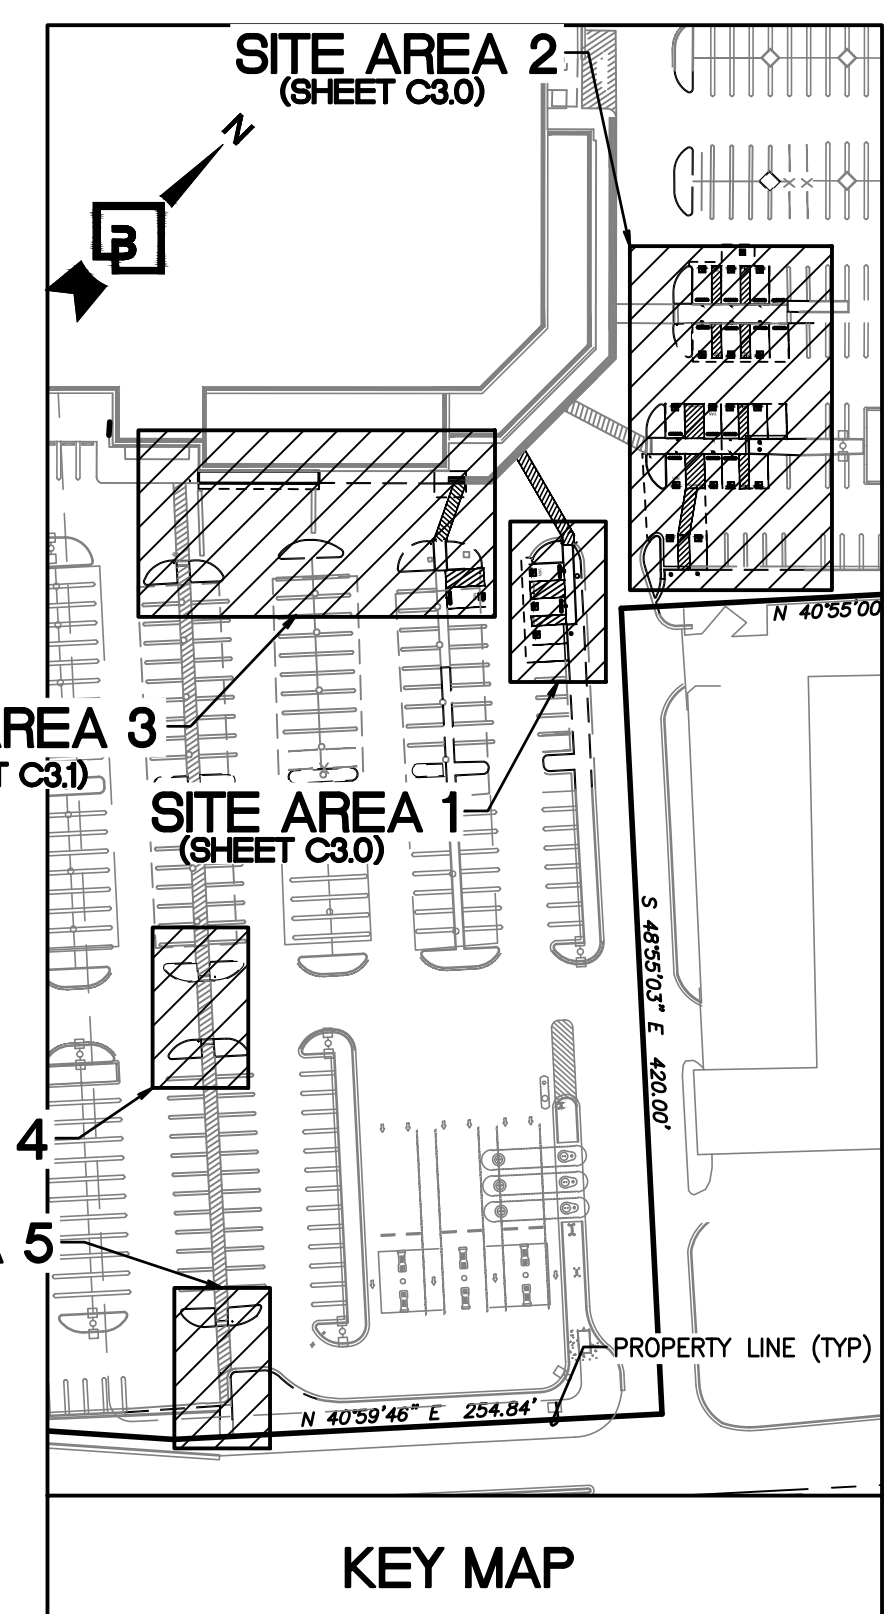 SITE AREA 2
(SHEET C3.0)
N
B
N 40°55'00
AREA 3
T C3.1)
SITE AREA 1
(SHEET C3.0)
S 48°55'03" E 420.00'
4
A 5
PROPERTY LINE (TYP)
N 40°59'46" E 254.84'
KEY MAP